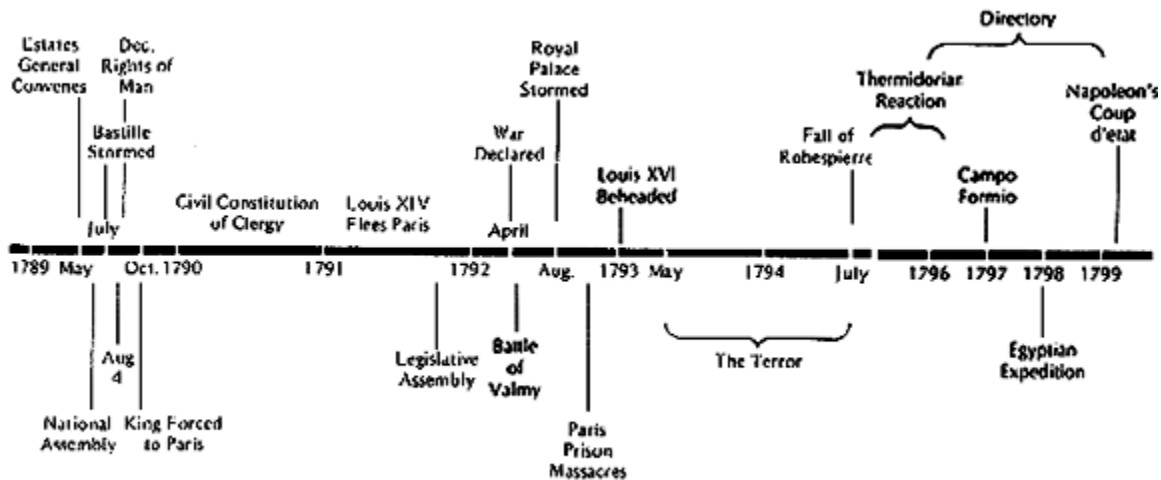 Directory
Estates
General
Convenes
Dec.
Rights of
Man
Royal
Palace
Stormed
Thermidorian
Reaction
Napoleon's
Coup
d'etat
Bastille
Stormed
War
Declared
Fall of
Robespierre
Civil Constitution
of Clergy
Louis XIV
Flees Paris
Louis XVI
Beheaded
Campo
Formio
July
April
1789 May Oct. 1790 1791 1792 Aug. 1793 May 1794 July 1796 1797 1798 1799
Aug
4
Legislative
Assembly
Battle
of
Valmy
The Terror
Egyptian
Expedition
National
Assembly
King Forced
to Paris
Paris
Prison
Massacres